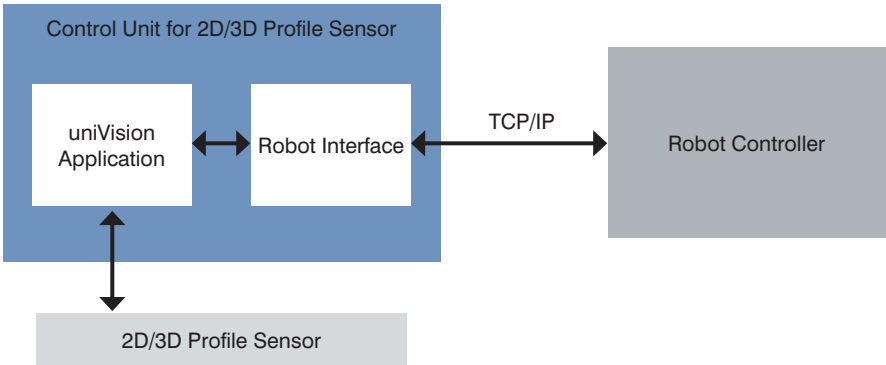 Control Unit for 2D/3D Profile Sensor
uniVision
Application
Robot Interface
TCP/IP
Robot Controller
2D/3D Profile Sensor